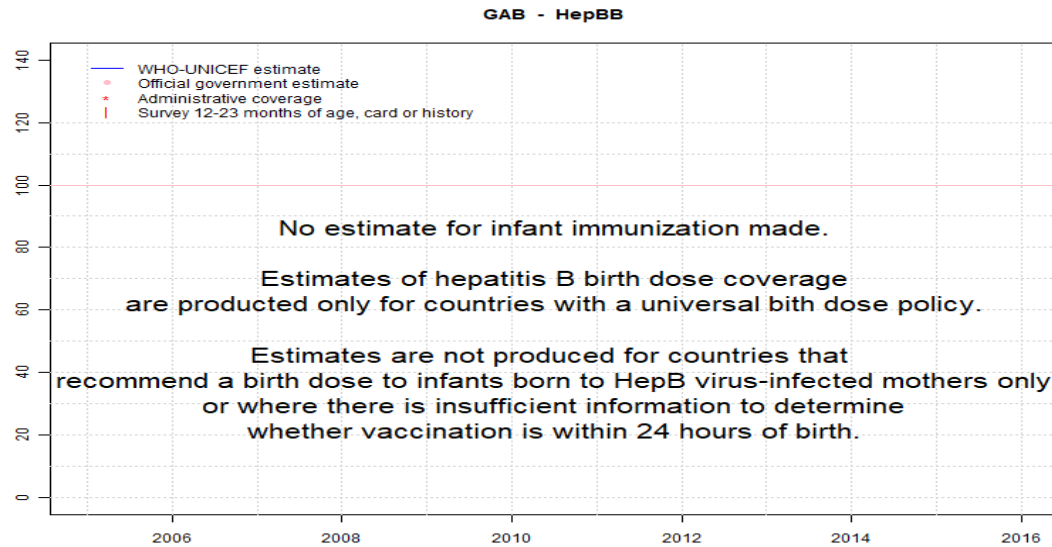 GAB - HepBB
WHO-UNICEF estimate
Official government estimate
Administrative coverage
Survey 12-23 months of age, card or history
140
120
100
80
60
40
20
0
No estimate for infant immunization made.
Estimates of hepatitis B birth dose coverage
are producted only for countries with a universal bith dose policy.
Estimates are not produced for countries that
recommend a birth dose to infants born to HepB virus-infected mothers only
or where there is insufficient information to determine
whether vaccination is within 24 hours of birth.
2006 2008 2010 2012 2014 2016